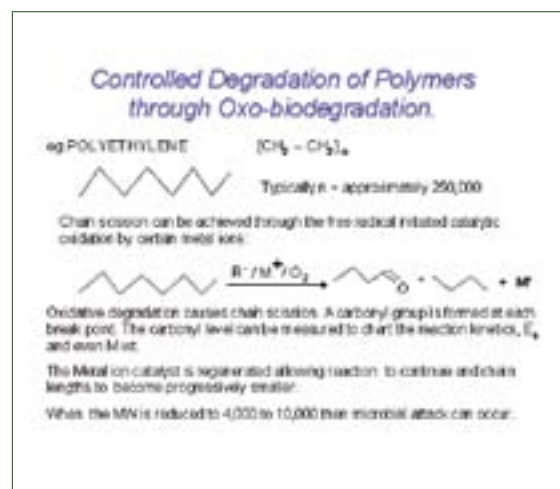 Controlled Degradation of Polymers
through Oxo-biodegradation.
eg POLYETHYLENE [CH₂ – CH₂]ₙ
Typically n = approximately 250,000
Chain scission can be achieved through the free radical initiated catalytic
oxidation by certain metal ions:
/ M⁺ / O₂
O + + M⁺
Oxidative degradation causes chain scission. A carbonyl group is formed at each
break point. The carbonyl level can be measured to chart the reaction kinetics,
and even M wt.
The Metal ion catalyst is regenerated allowing reaction to continue and chain
lengths to become progressively smaller.
When the MW is reduced to 4,000 to 10,000 then microbial attack can occur.